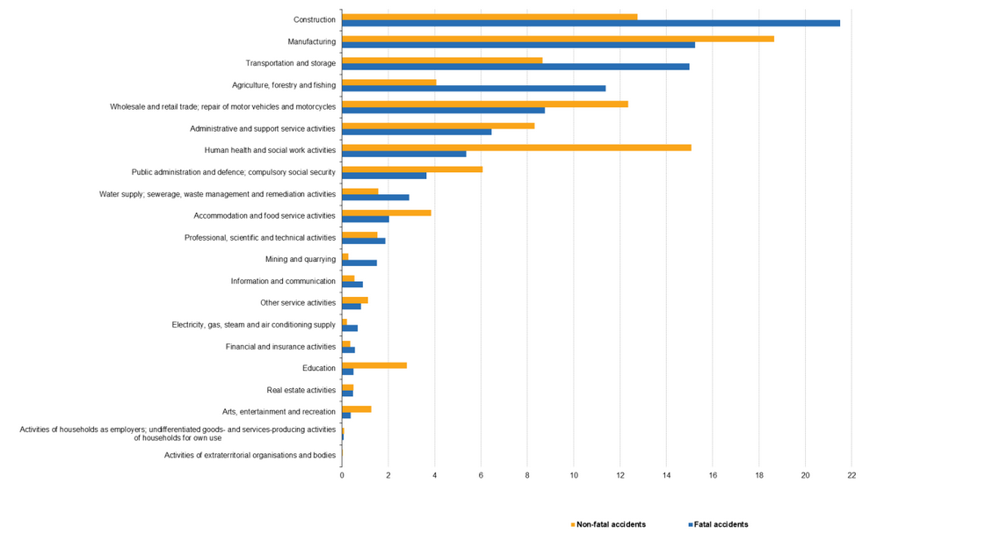 Construction
Manufacturing
Transportation and storage
Agriculture, forestry and fishing
Wholesale and retail trade; repair of motor vehicles and motorcycles
Administrative and support service activities
Human health and social work activities
Public administration and defence; compulsory social security
Water supply; sewerage, waste management and remediation activities
Accommodation and food service activities
Professional, scientific and technical activities
Mining and quarrying
Information and communication
Other service activities
Electricity, gas, steam and air conditioning supply
Financial and insurance activities
Education
Real estate activities
Arts, entertainment and recreation
Activities of households as employers; undifferentiated goods- and services-producing activities
of households for own use
Activities of extraterritorial organisations and bodies
0 2 4 6 8 10 12 14 16 18 20 22
Non-fatal accidents Fatal accidents